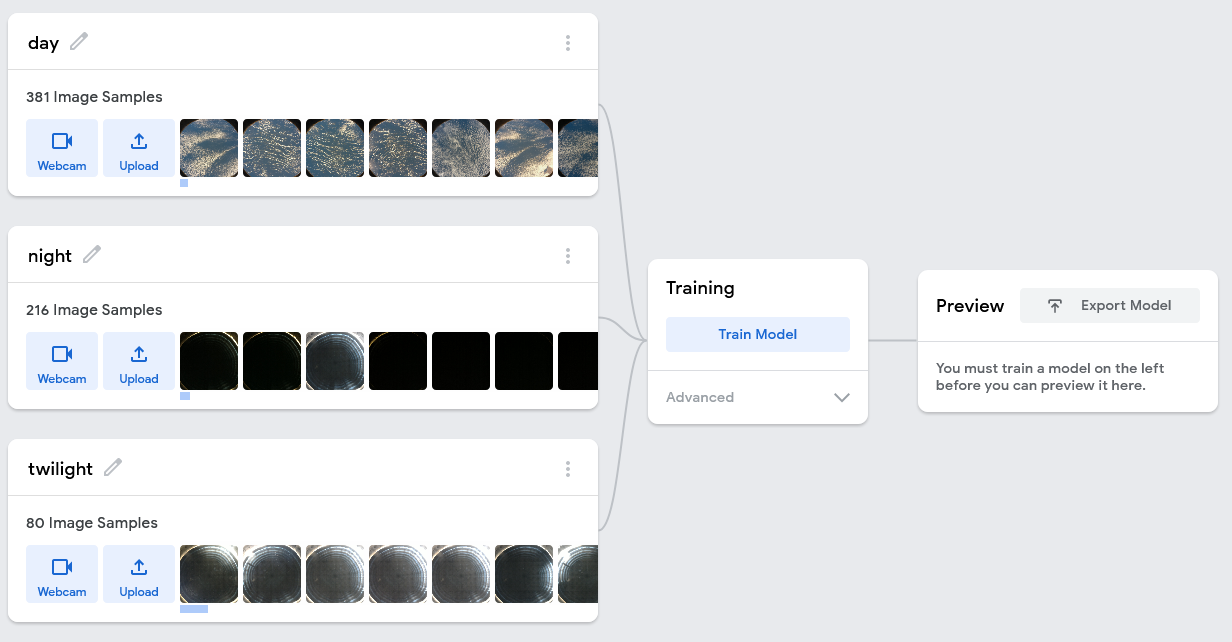 day
381 Image Samples
Webcam
Upload
night
216 Image Samples
Webcam
Upload
twilight
80 Image Samples
Webcam
Upload
Training
Train Model
Advanced
Preview
Export Model
You must train a model on the left
before you can preview it here.